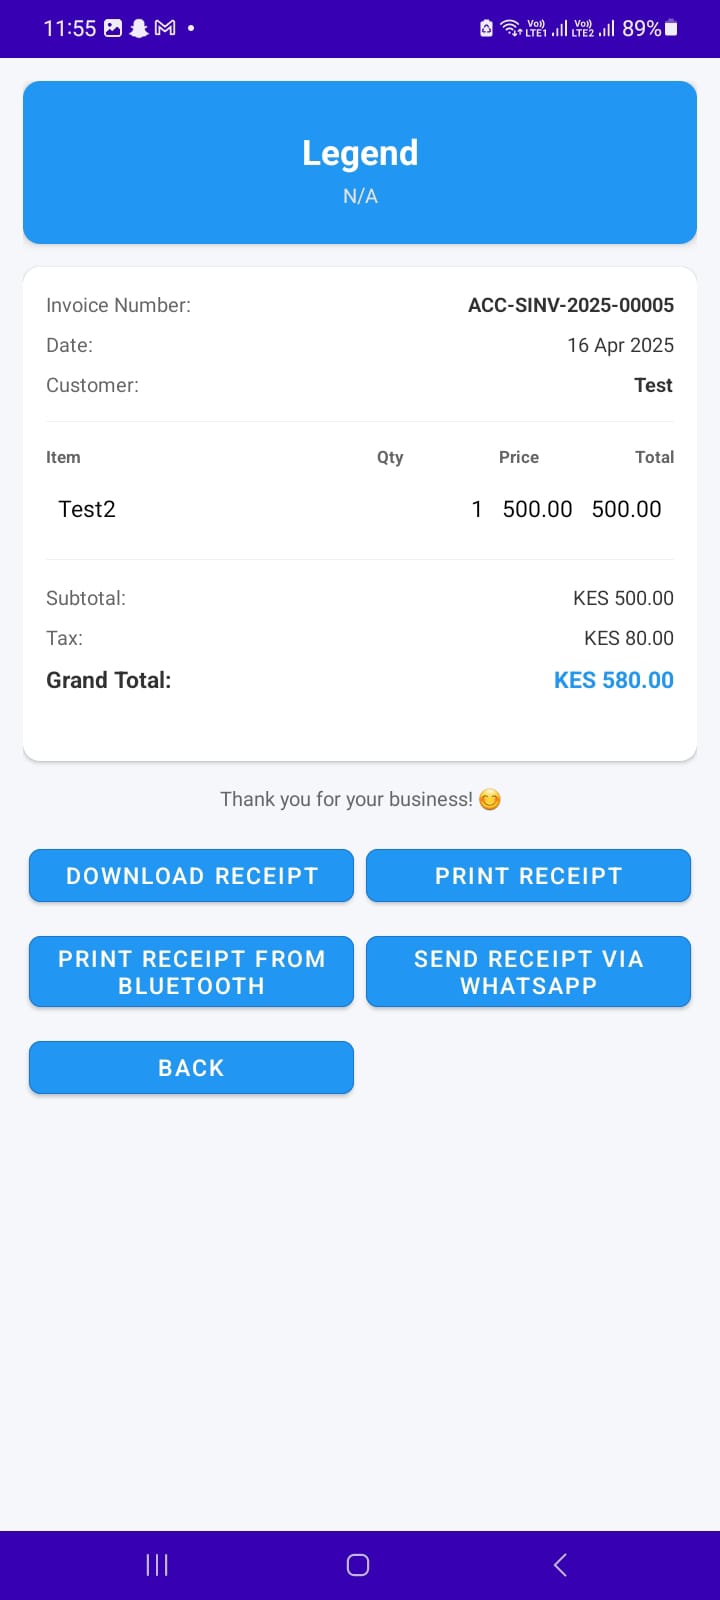 11:55 Vo)) LTE1 Vo)) LTE2 89%
Legend
N/A
Invoice Number: ACC-SINV-2025-00005
Date: 16 Apr 2025
Customer: Test
Item Qty Price Total
Test2 1 500.00 500.00
Subtotal: KES 500.00
Tax: KES 80.00
Grand Total: KES 580.00
Thank you for your business! 😊
DOWNLOAD RECEIPT PRINT RECEIPT
PRINT RECEIPT FROM
BLUETOOTH
SEND RECEIPT VIA
WHATSAPP
BACK